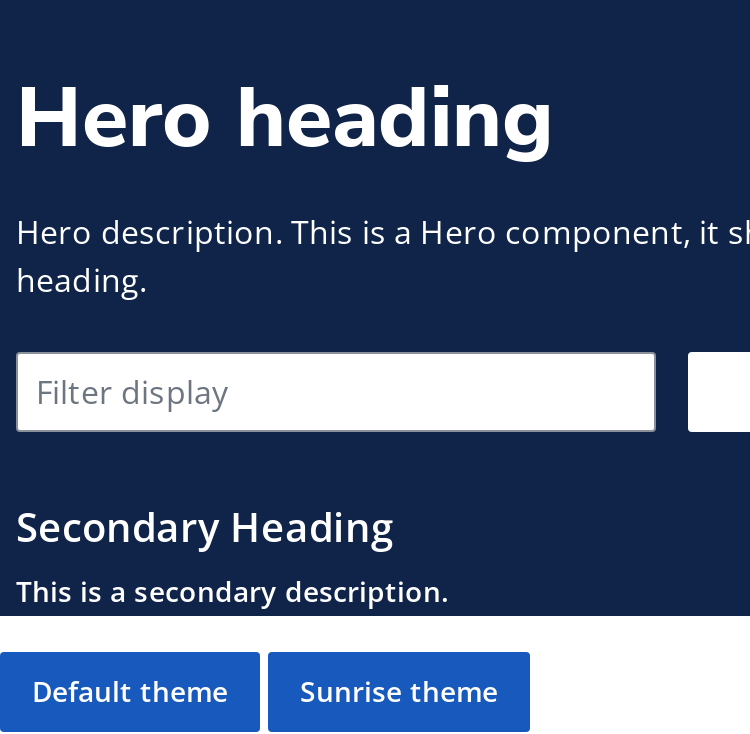 Hero heading
Hero description. This is a Hero component, it
heading.
Filter display
Secondary Heading
This is a secondary description.
Default theme
Sunrise theme